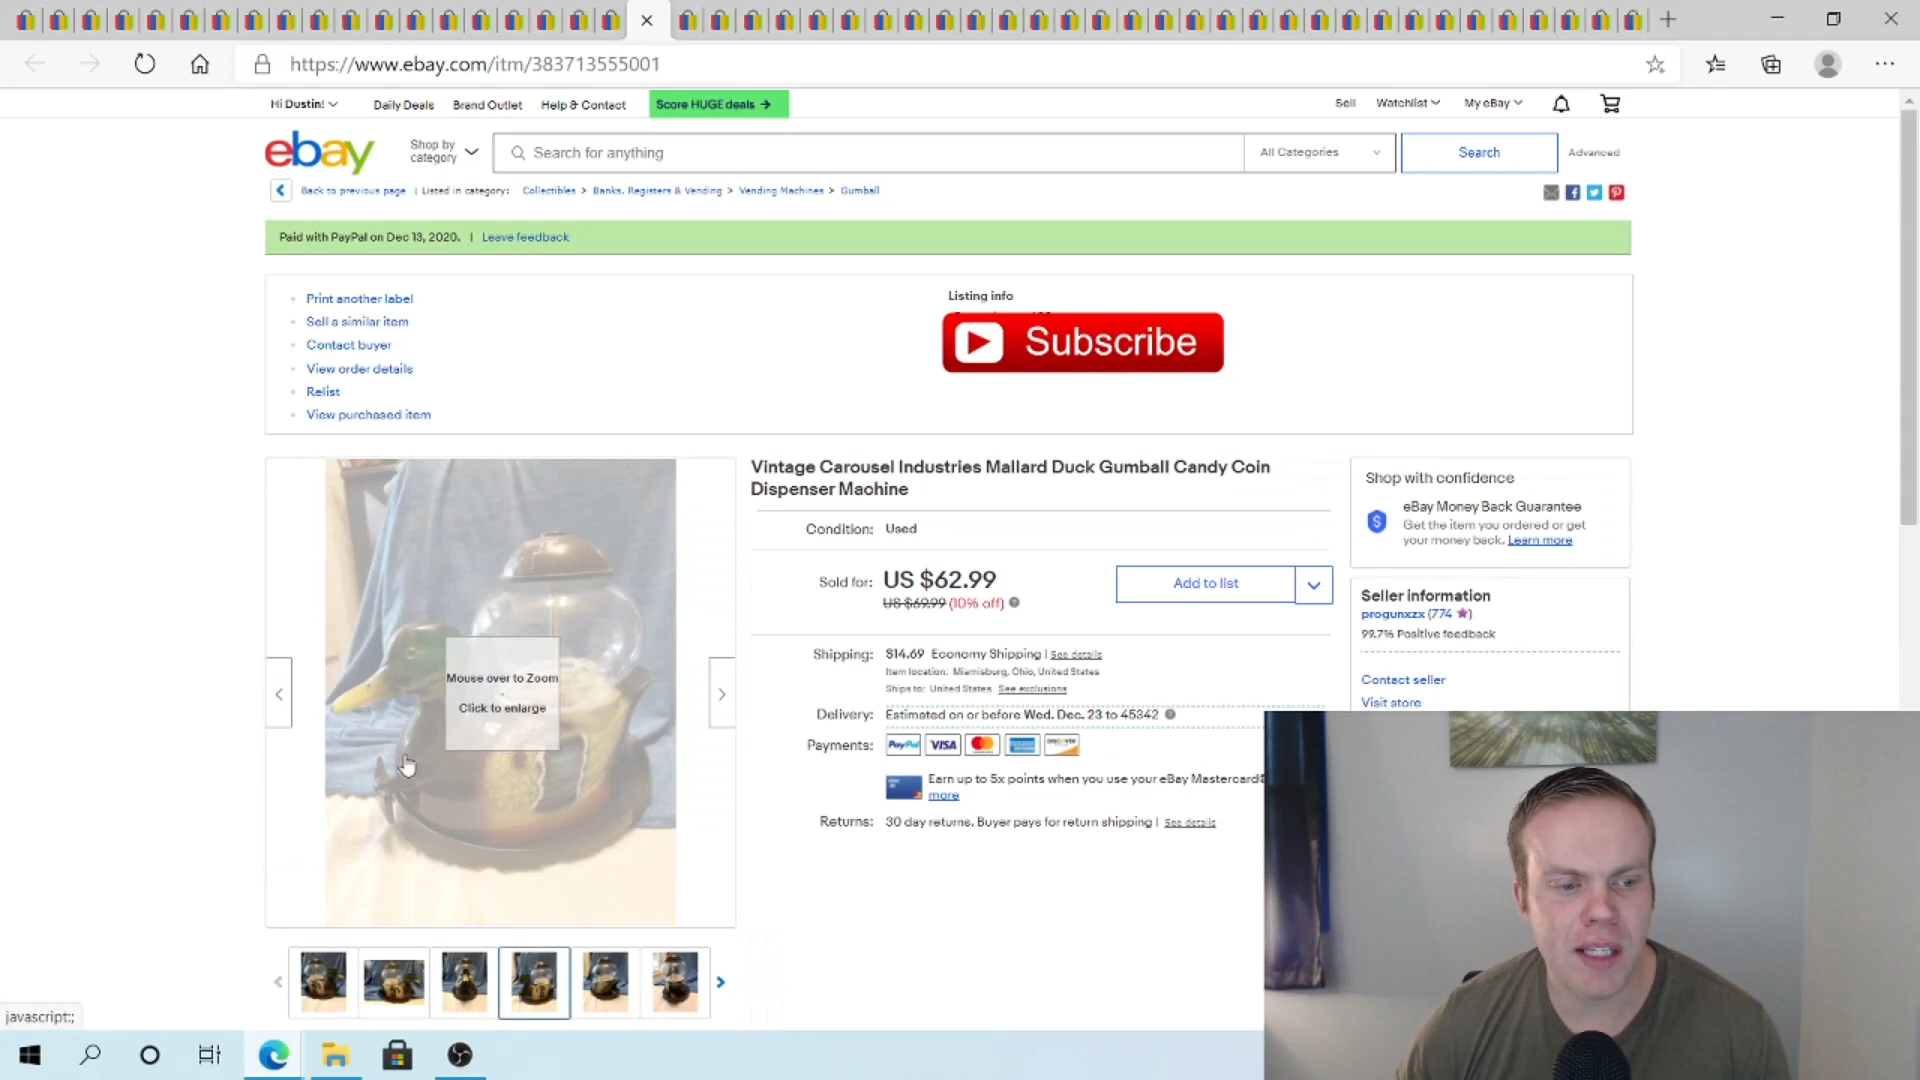 https://www.ebay.com/itm/383713555001
Hi Dustin!
Daily Deals
Brand Outlet
Help & Contact
Score HUGE deals →
Sell
Watchlist
My eBay
ebay
Shop by category
Search for anything
All Categories
Search
Advanced
Back to previous page | Listed in category: Collectibles > Banks, Registers & Vending > Vending Machines > Gumball
Paid with PayPal on Dec 13, 2020. | Leave feedback
Print another label
Sell a similar item
Contact buyer
View order details
Relist
View purchased item
Listing info
Subscribe
Mouse over to Zoom
-
Click to enlarge
Vintage Carousel Industries Mallard Duck Gumball Candy Coin
Dispenser Machine
Condition: Used
Sold for: US $62.99
US $69.99 (10% off)
Add to list
Shipping: $14.69 Economy Shipping | See details
Item location: Miamisburg, Ohio, United States
Ships to: United States See exclusions
Delivery: Estimated on or before Wed. Dec. 23 to 45342
Payments: PayPal VISA
Earn up to 5x points when you use your eBay Mastercard®
more
Returns: 30 day returns. Buyer pays for return shipping | See details
Shop with confidence
eBay Money Back Guarantee
Get the item you ordered or get
your money back. Learn more
Seller information
progunxzx (774 ★)
99.7% Positive feedback
Contact seller
Visit store
javascript:;